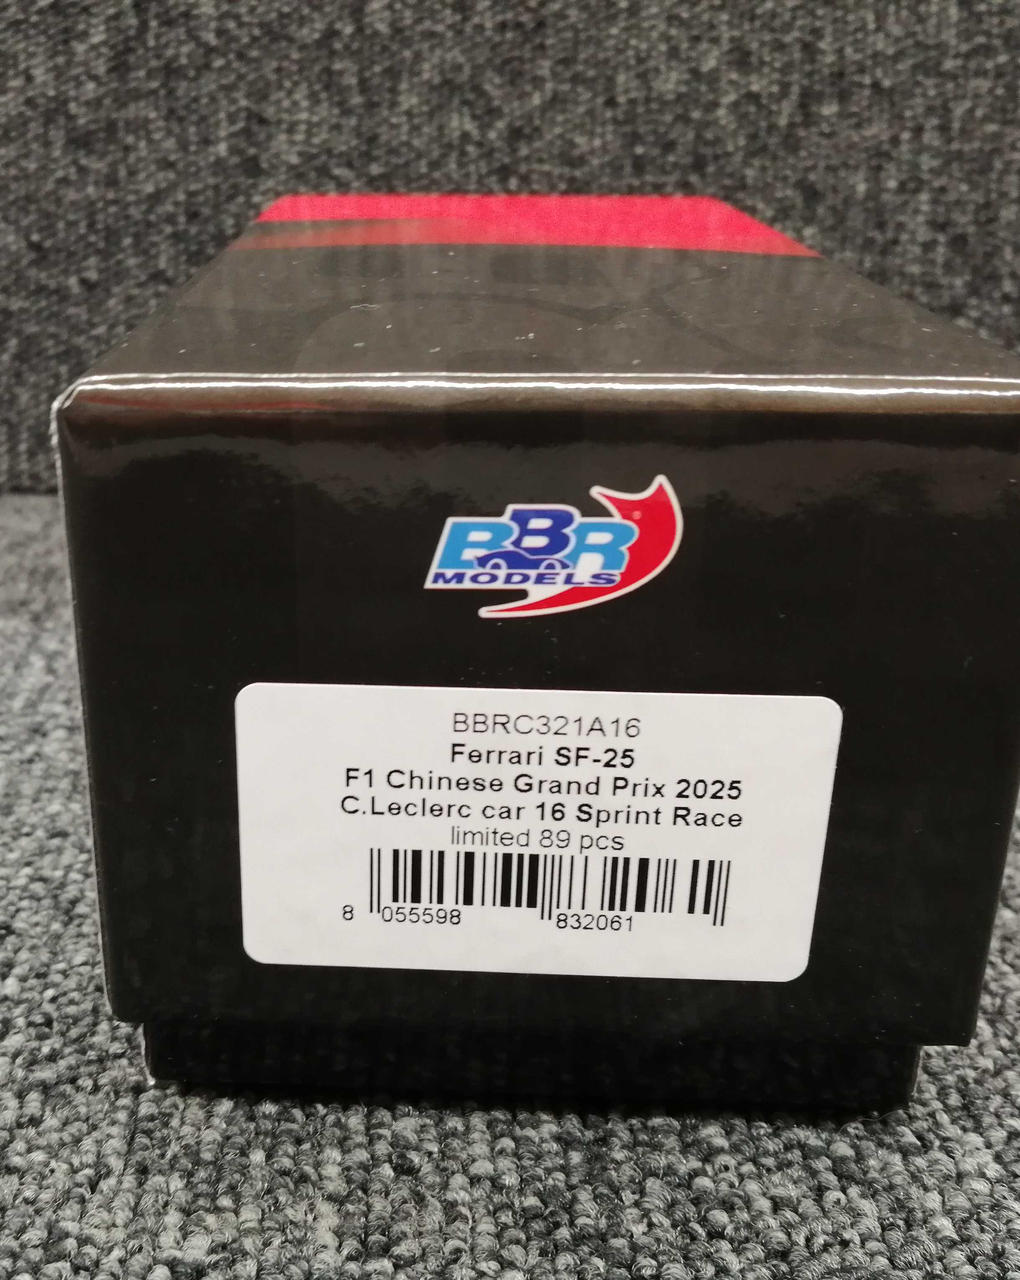 BBR
MODELS
BBRC321A16
Ferrari SF-25
F1 Chinese Grand Prix 2025
C.Leclerc car 16 Sprint Race
limited 89 pcs
8 055598 832061